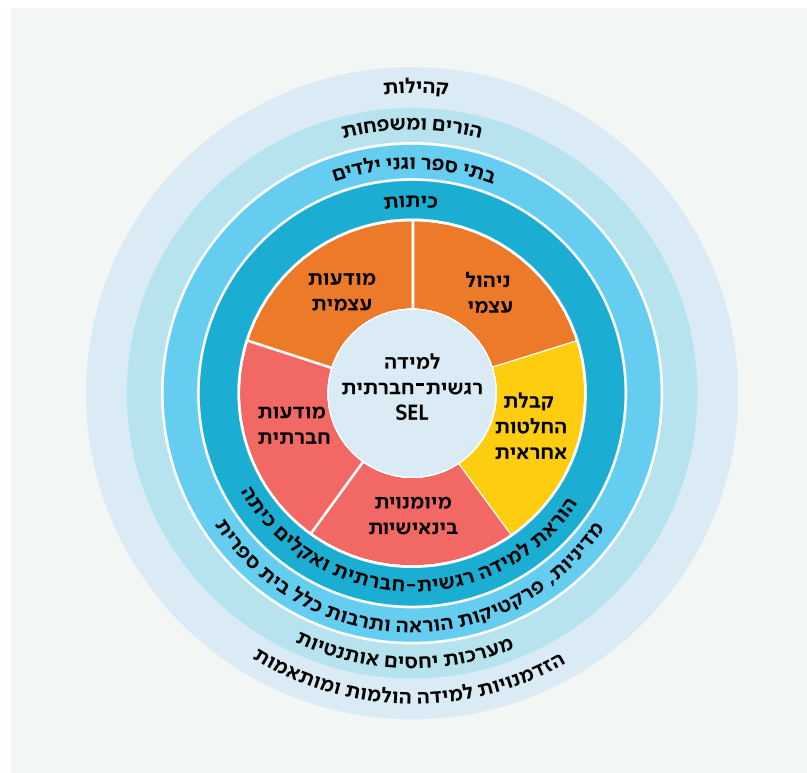 קהילות
הורים ומשפחות
בתי ספר וגני ילדים
כיתות
ניהול
עצמי
מודעות
עצמית
למידה
רגשית-חברתית
SEL
קבלת
החלטות
אחראית
מודעות
חברתית
מיומנויות
בינאישיות
הוראת למידה רגשית-חברתית ואקלים כיתה
מדיניות, פרקטיקות הוראה ותרבות כלל בית ספרית
מערכות יחסים אותנטיות
הזדמנויות למידה הולמות ומותאמות